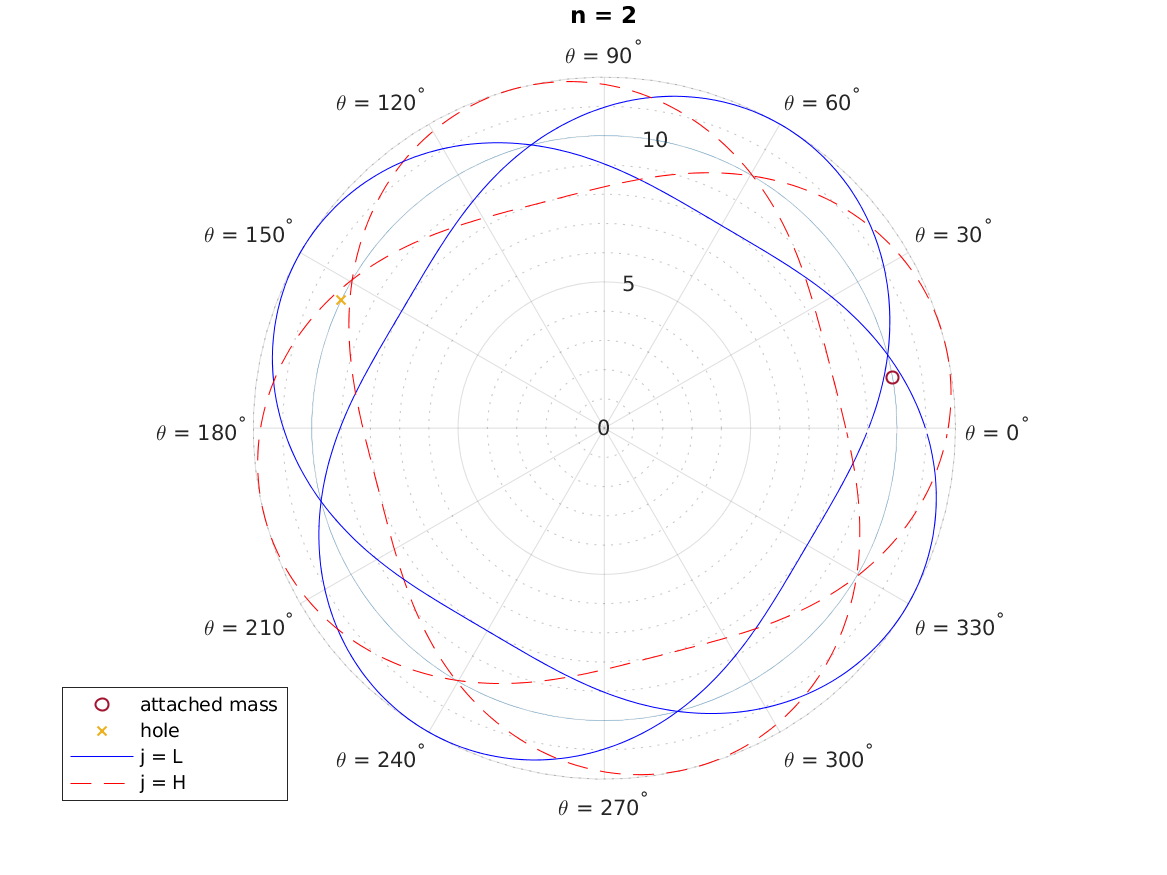 n = 2
θ = 90°
θ = 120°
θ = 60°
10
θ = 150°
θ = 30°
5
θ = 180°
0
θ = 0°
θ = 210°
θ = 330°
attached mass
hole
j = L
j = H
θ = 240°
θ = 300°
θ = 270°